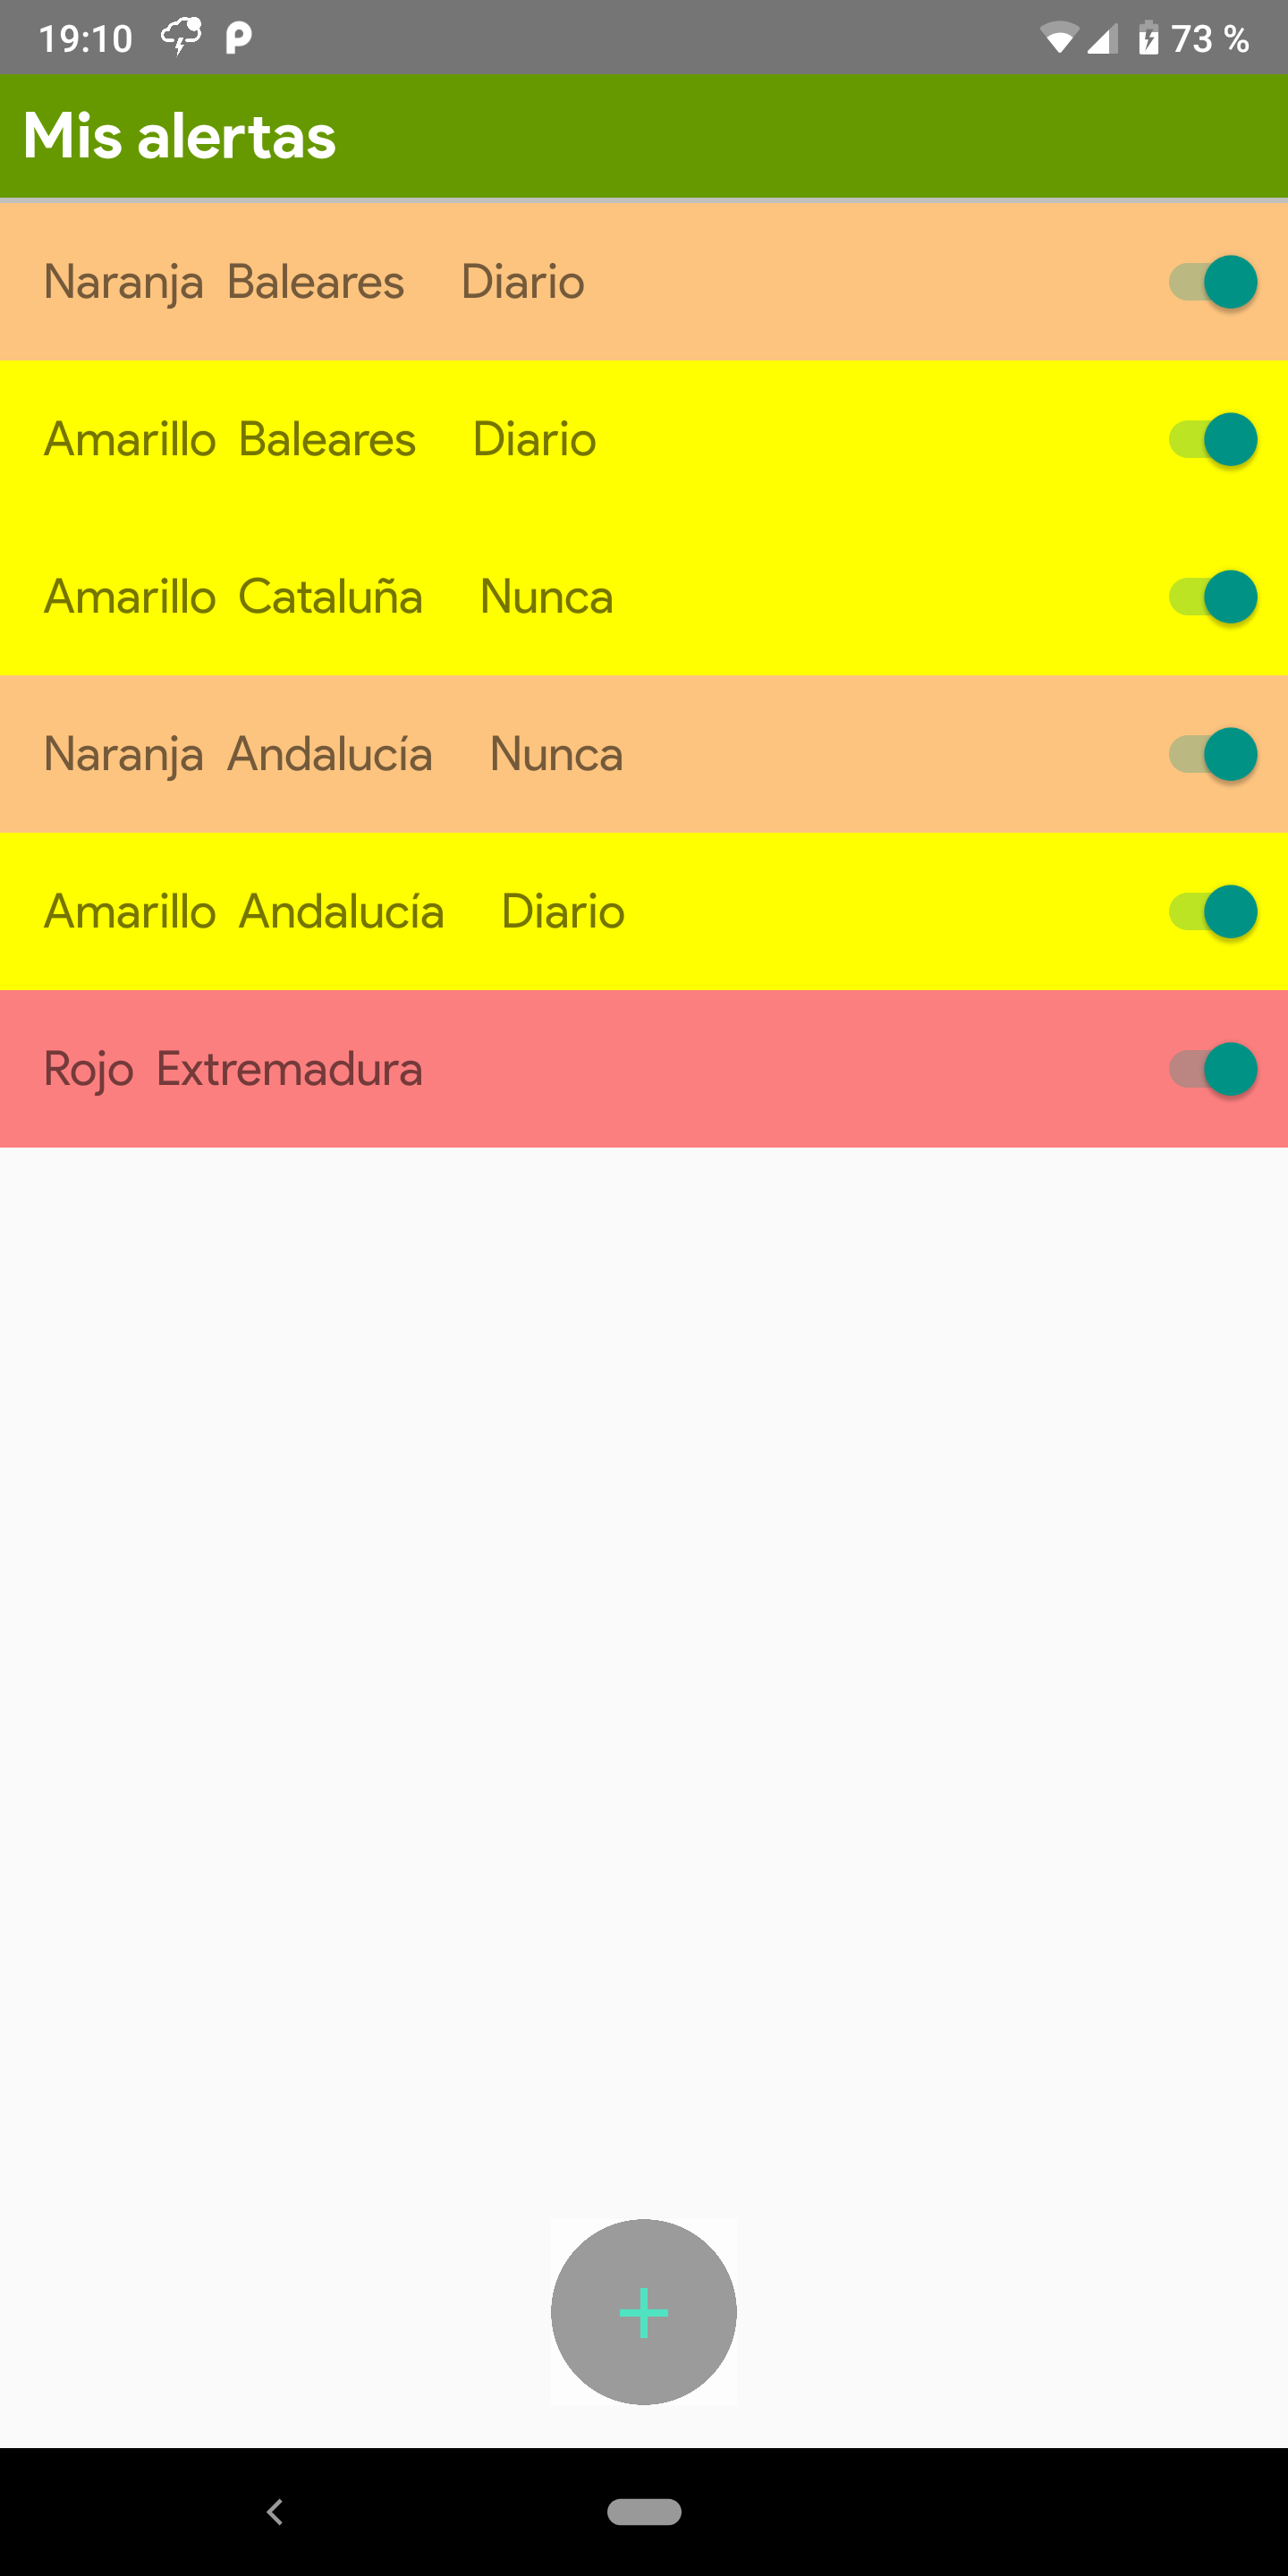 19:10 73 %
Mis alertas
Naranja Baleares Diario
Amarillo Baleares Diario
Amarillo Cataluña Nunca
Naranja Andalucía Nunca
Amarillo Andalucía Diario
Rojo Extremadura